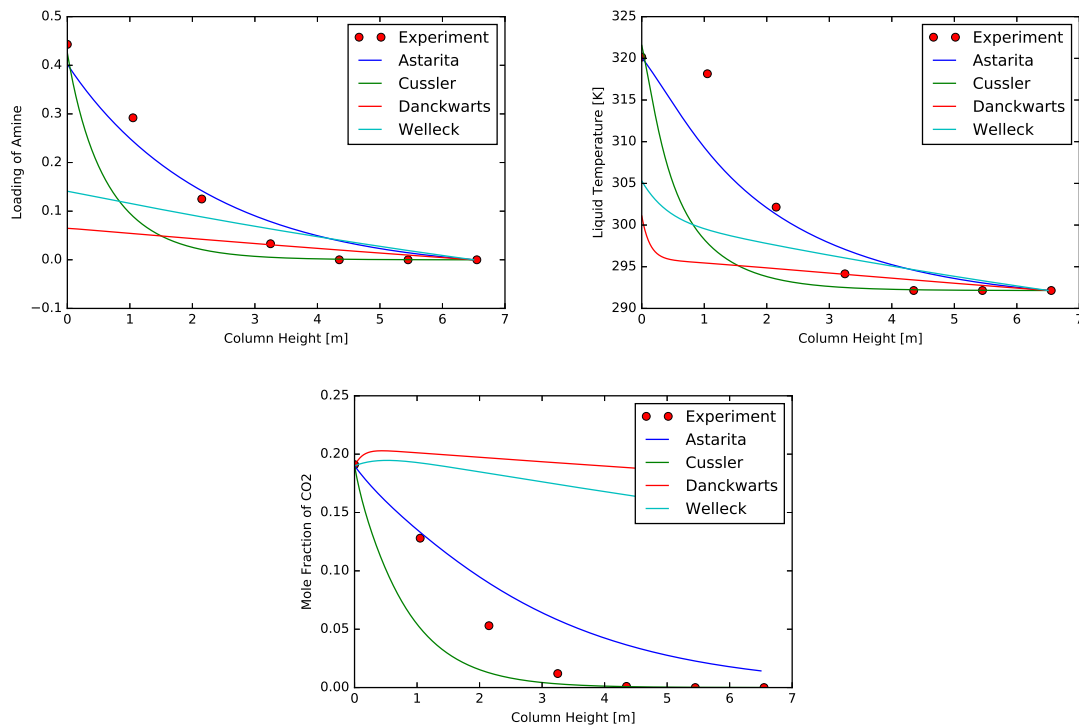 0.5
0.4
0.3
0.2
0.1
0.0
−0.1
Loading of Amine
0 1 2 3 4 5 6 7
Column Height [m]
Experiment
Astarita
Cussler
Danckwarts
Welleck
325
320
315
310
305
300
295
290
Liquid Temperature [K]
0 1 2 3 4 5 6 7
Column Height [m]
Experiment
Astarita
Cussler
Danckwarts
Welleck
0.25
0.20
0.15
0.10
0.05
0.00
Mole Fraction of CO2
0 1 2 3 4 5 6 7
Column Height [m]
Experiment
Astarita
Cussler
Danckwarts
Welleck